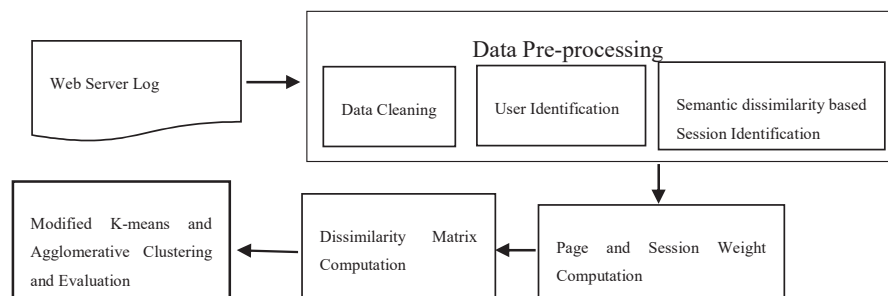 Data Pre-processing
Web Server Log
Data Cleaning
User Identification
Semantic dissimilarity based
Session Identification
Modified K-means and
Agglomerative Clustering
and Evaluation
Dissimilarity Matrix
Computation
Page and Session Weight
Computation